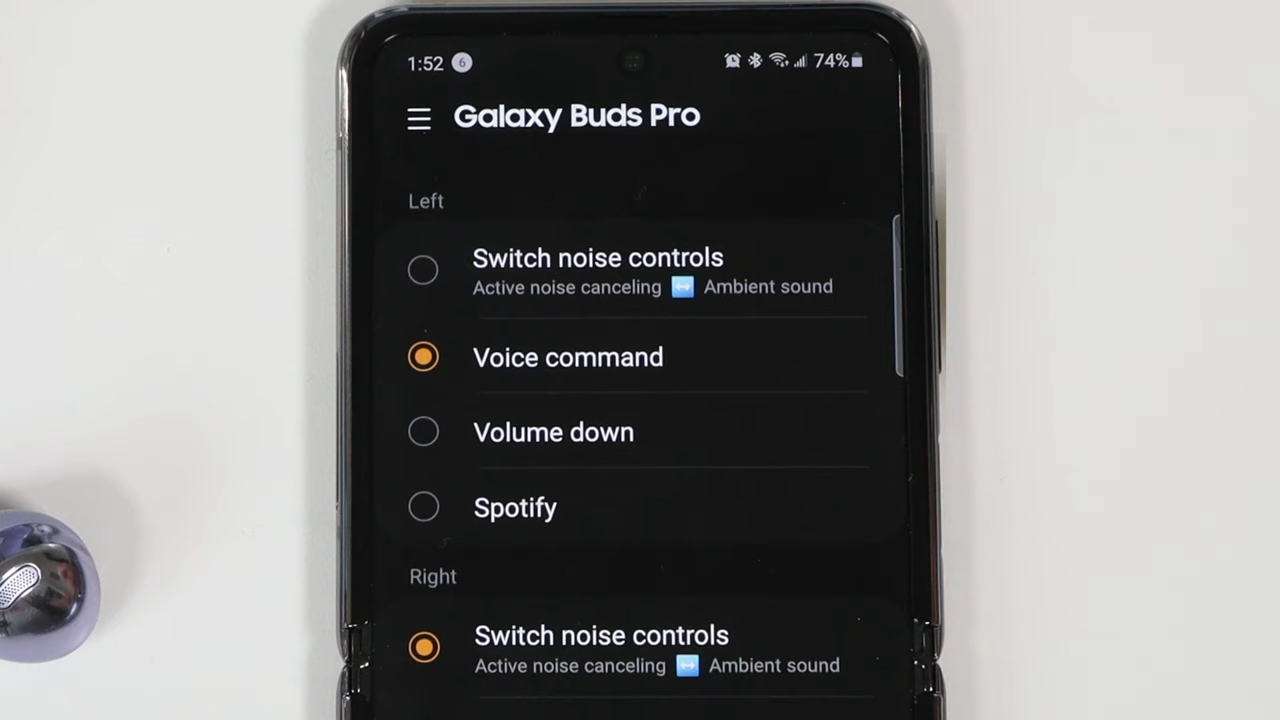 1:52 6 74%
Galaxy Buds Pro
Left
Switch noise controls
Active noise canceling ↔ Ambient sound
Voice command
Volume down
Spotify
Right
Switch noise controls
Active noise canceling ↔ Ambient sound